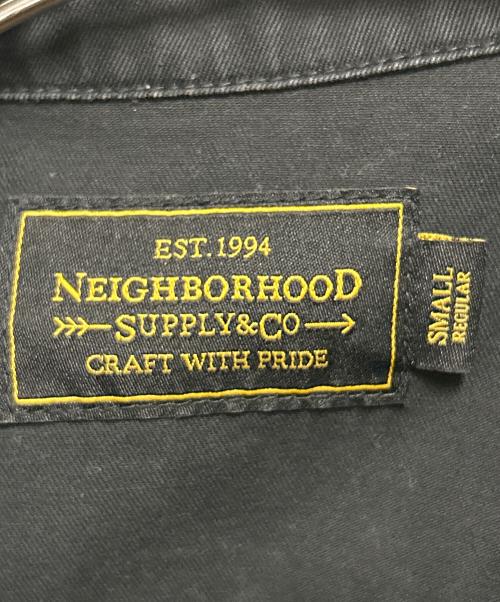 EST. 1994
NEIGHBORHOOD
SUPPLY&CO
CRAFT WITH PRIDE
SMALL
REGULAR